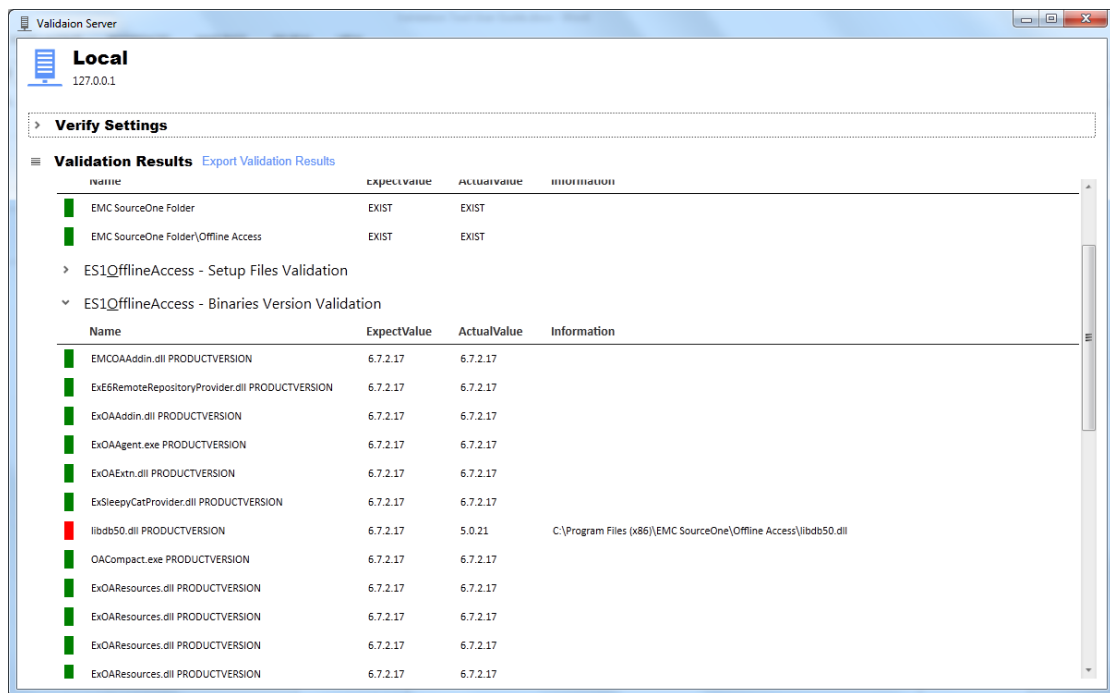 Validaion Server
Local
127.0.0.1
Verify Settings
Validation Results Export Validation Results
Name ExpectValue ActualValue Information
EMC SourceOne Folder EXIST EXIST
EMC SourceOne Folder\Offline Access EXIST EXIST
ES1OfflineAccess - Setup Files Validation
ES1OfflineAccess - Binaries Version Validation
Name ExpectValue ActualValue Information
EMCOAAddin.dll PRODUCTVERSION 6.7.2.17 6.7.2.17
ExE6RemoteRepositoryProvider.dll PRODUCTVERSION 6.7.2.17 6.7.2.17
ExOAAddin.dll PRODUCTVERSION 6.7.2.17 6.7.2.17
ExOAAgent.exe PRODUCTVERSION 6.7.2.17 6.7.2.17
ExOAExtn.dll PRODUCTVERSION 6.7.2.17 6.7.2.17
ExSleepyCatProvider.dll PRODUCTVERSION 6.7.2.17 6.7.2.17
libdb50.dll PRODUCTVERSION 6.7.2.17 5.0.21 C:\Program Files (x86)\EMC SourceOne\Offline Access\libdb50.dll
OACompact.exe PRODUCTVERSION 6.7.2.17 6.7.2.17
ExOAResources.dll PRODUCTVERSION 6.7.2.17 6.7.2.17
ExOAResources.dll PRODUCTVERSION 6.7.2.17 6.7.2.17
ExOAResources.dll PRODUCTVERSION 6.7.2.17 6.7.2.17
ExOAResources.dll PRODUCTVERSION 6.7.2.17 6.7.2.17